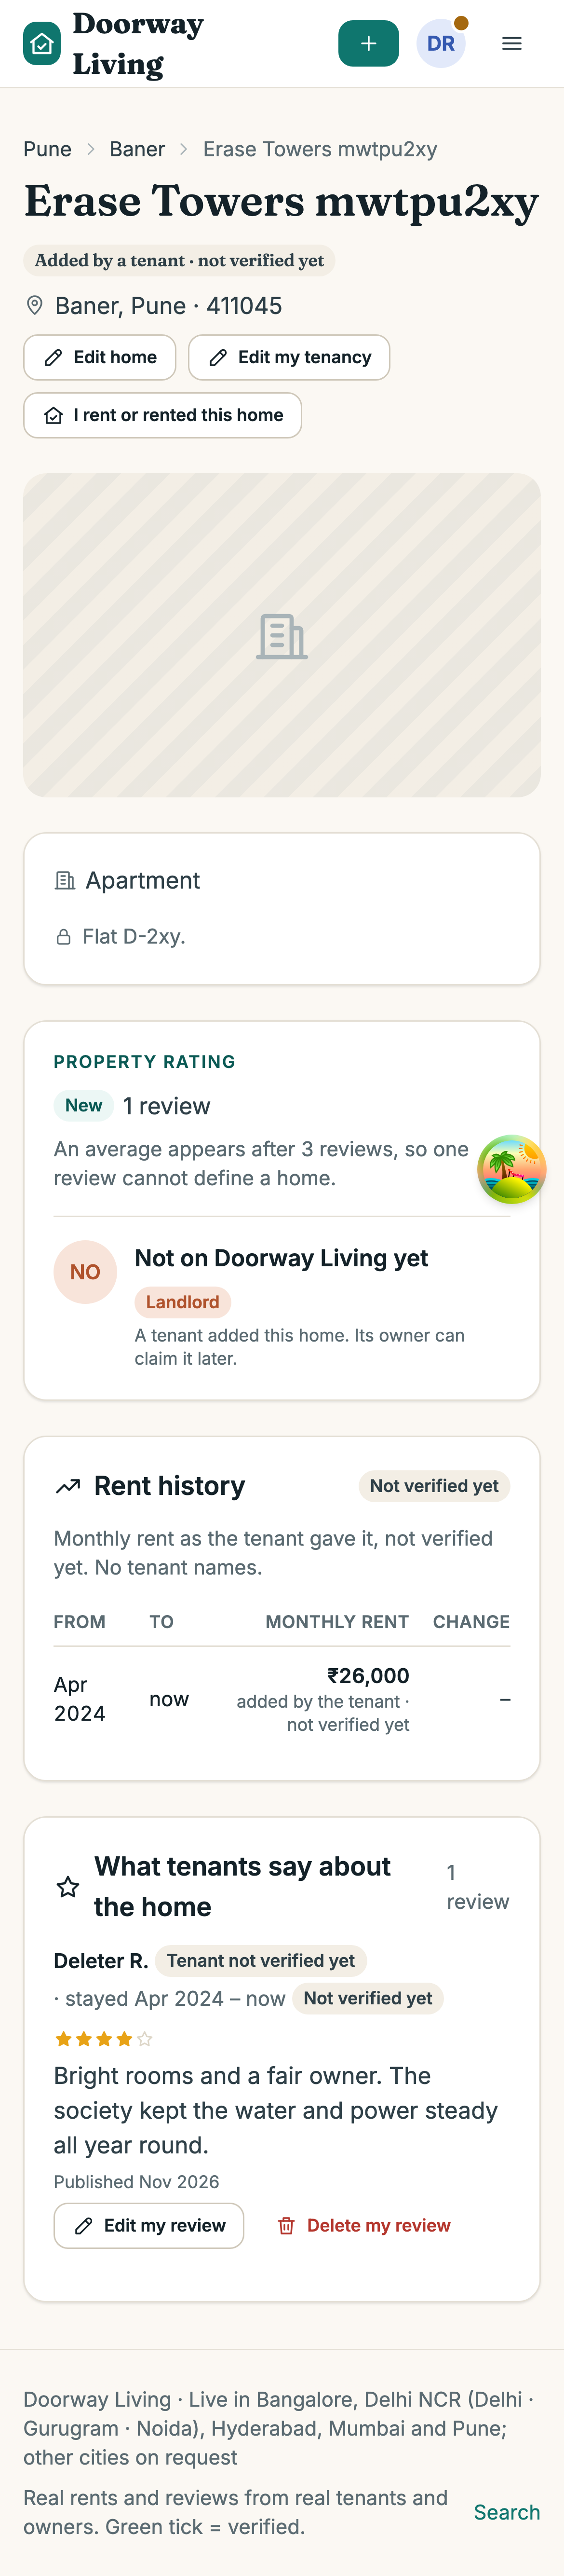 Doorway
Living
DR
Pune > Baner > Erase Towers mwtpu2xy
Erase Towers mwtpu2xy
Added by a tenant · not verified yet
Baner, Pune · 411045
Edit home
Edit my tenancy
I rent or rented this home
Apartment
Flat D-2xy.
PROPERTY RATING
New 1 review
An average appears after 3 reviews, so one
review cannot define a home.
NO
Not on Doorway Living yet
Landlord
A tenant added this home. Its owner can
claim it later.
Rent history
Not verified yet
Monthly rent as the tenant gave it, not verified
yet. No tenant names.
FROM TO MONTHLY RENT CHANGE
Apr
2024
now
₹26,000
added by the tenant ·
not verified yet
–
What tenants say about
the home
1
review
Deleter R. Tenant not verified yet
· stayed Apr 2024 – now Not verified yet
Bright rooms and a fair owner. The
society kept the water and power steady
all year round.
Published Nov 2026
Edit my review
Delete my review
Doorway Living · Live in Bangalore, Delhi NCR (Delhi ·
Gurugram · Noida), Hyderabad, Mumbai and Pune;
other cities on request
Real rents and reviews from real tenants and
owners. Green tick = verified.
Search